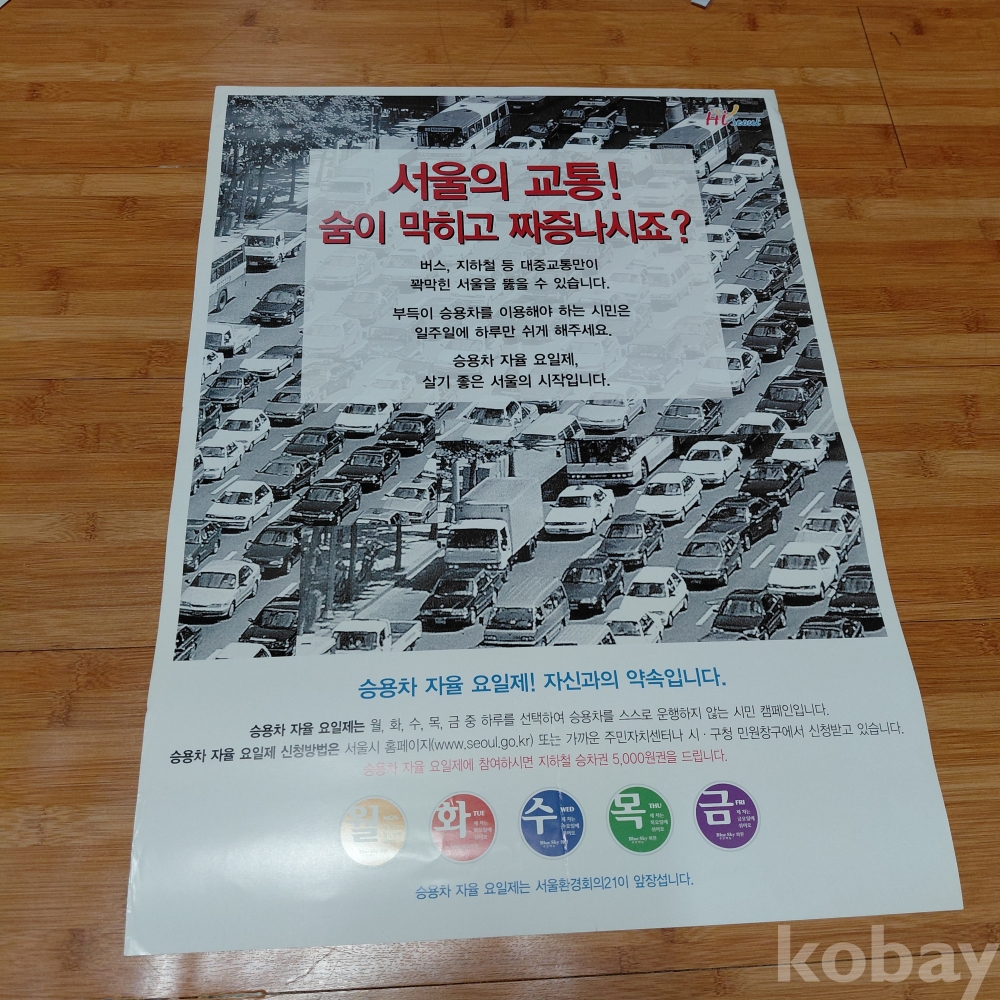 Hi Seoul
서울의 교통!
숨이 막히고 짜증나시죠?
버스, 지하철 등 대중교통만이
꽉막힌 서울을 뚫을 수 있습니다.
부득이 승용차를 이용해야 하는 시민은
일주일에 하루만 쉬게 해주세요.
승용차 자율 요일제,
살기 좋은 서울의 시작입니다.
승용차 자율 요일제! 자신과의 약속입니다.
승용차 자율 요일제는 월, 화, 수, 목, 금 중 하루를 선택하여 승용차를 스스로 운행하지 않는 시민 캠페인입니다.
승용차 자율 요일제 신청방법은 서울시 홈페이지(www.seoul.go.kr) 또는 가까운 주민자치센터나 시·구청 민원창구에서 신청받고 있습니다.
승용차 자율 요일제에 참여하시면 지하철 승차권 5,000원권을 드립니다.
월
화 TUE
수 WED Blue Sky
목 THU Blue Sky
금 FRI Blue Sky
승용차 자율 요일제는 서울환경회의21이 앞장섭니다.
kobay